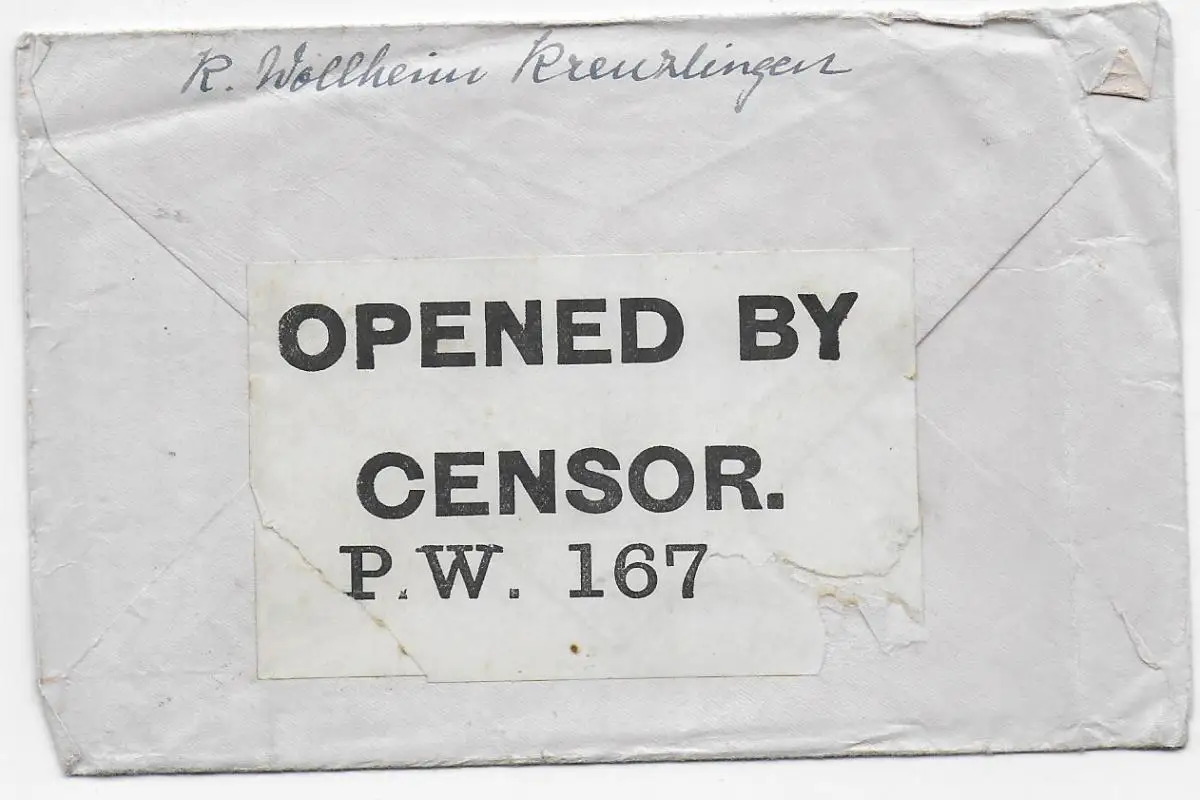 R. Wollheim Kreuzlingen
OPENED BY
CENSOR.
P.W. 167